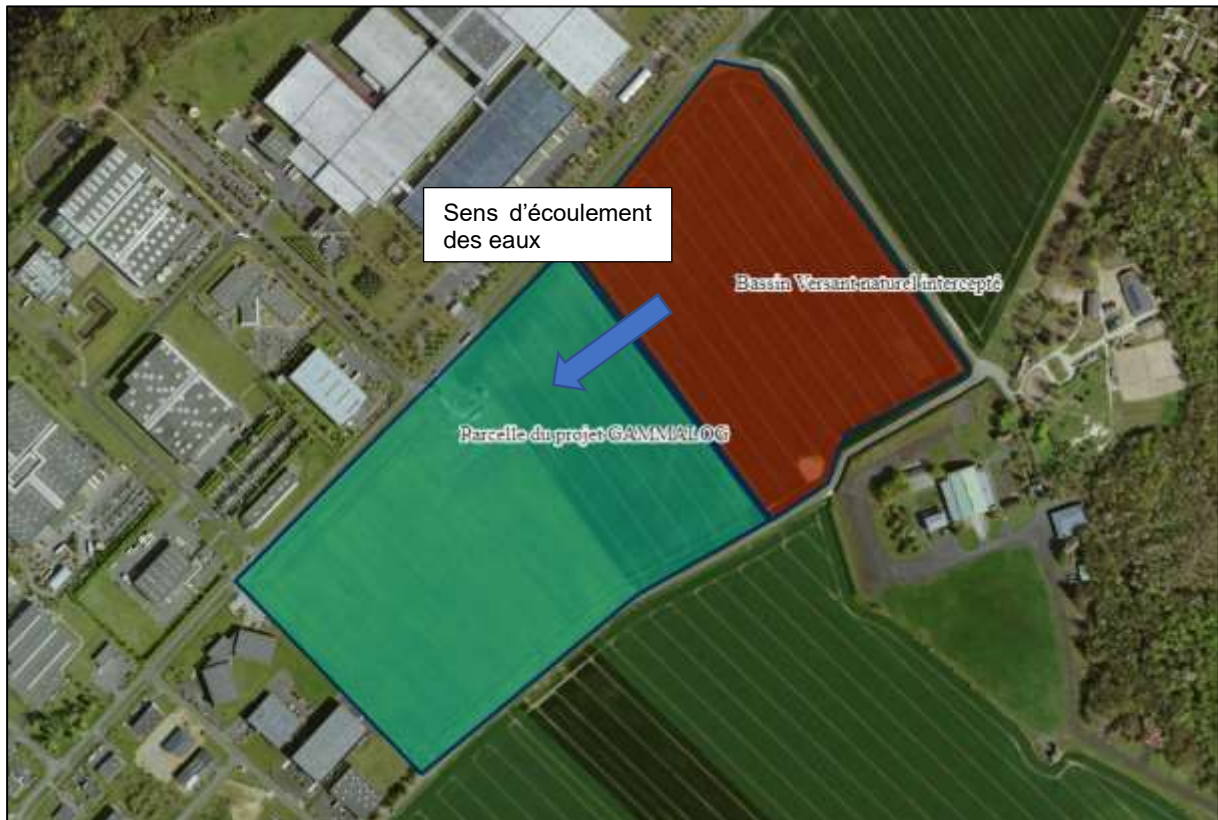 Sens d'écoulement
des eaux
Bassin Versant naturel intercepté
Parcelle du projet GAMMALOG